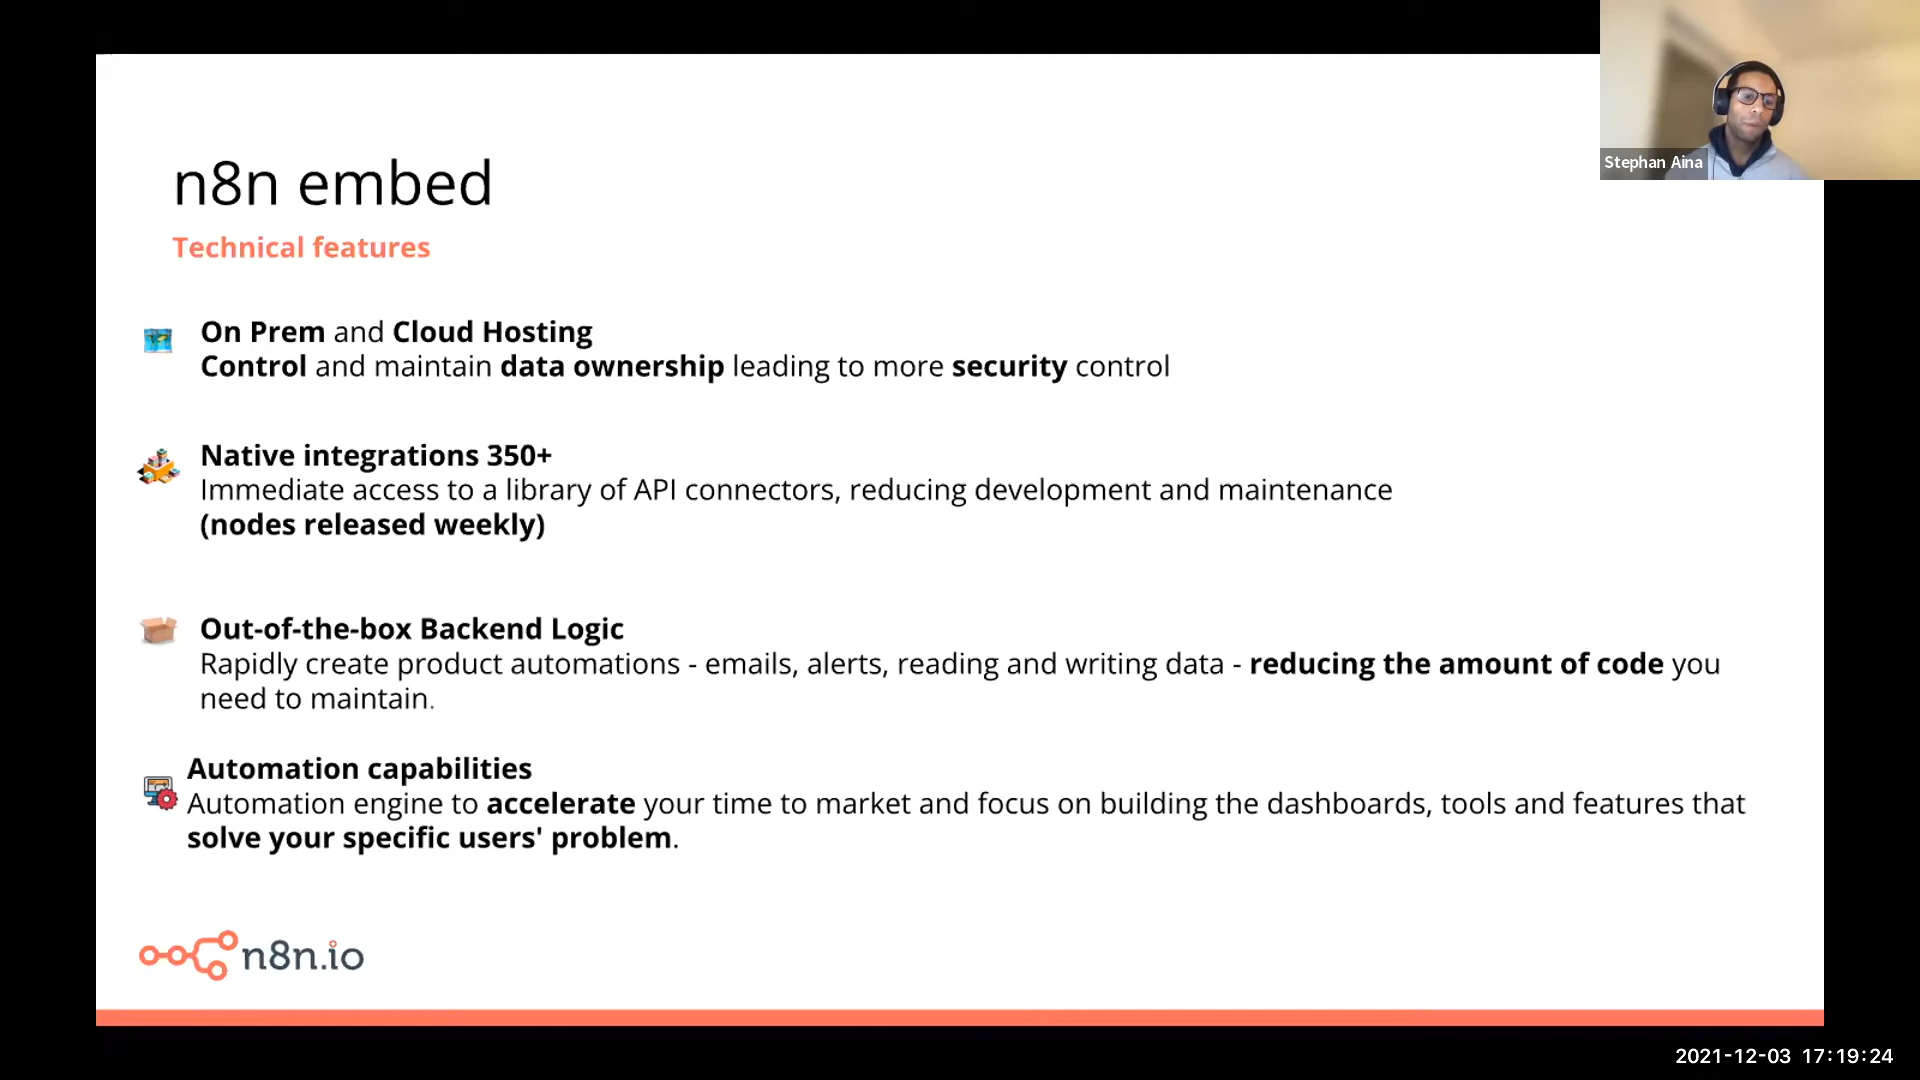 Stephan Aina
n8n embed
Technical features
On Prem and Cloud Hosting
Control and maintain data ownership leading to more security control
Native integrations 350+
Immediate access to a library of API connectors, reducing development and maintenance
(nodes released weekly)
Out-of-the-box Backend Logic
Rapidly create product automations - emails, alerts, reading and writing data - reducing the amount of code you
need to maintain.
Automation capabilities
Automation engine to accelerate your time to market and focus on building the dashboards, tools and features that
solve your specific users' problem.
n8n.io
2021-12-03 17:19:24